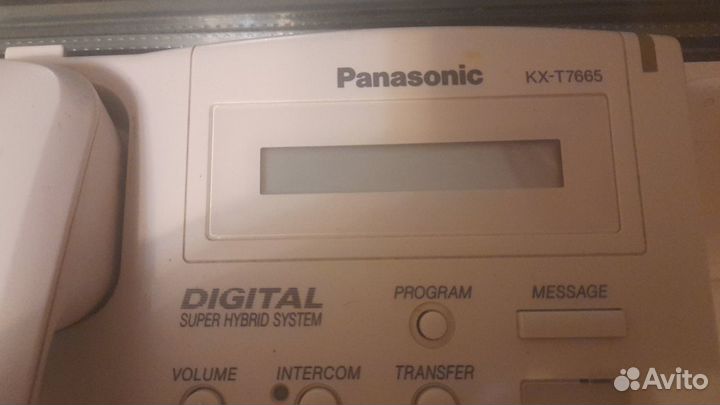 Panasonic KX-T7665
DIGITAL
SUPER HYBRID SYSTEM
PROGRAM MESSAGE
VOLUME INTERCOM TRANSFER
Avito